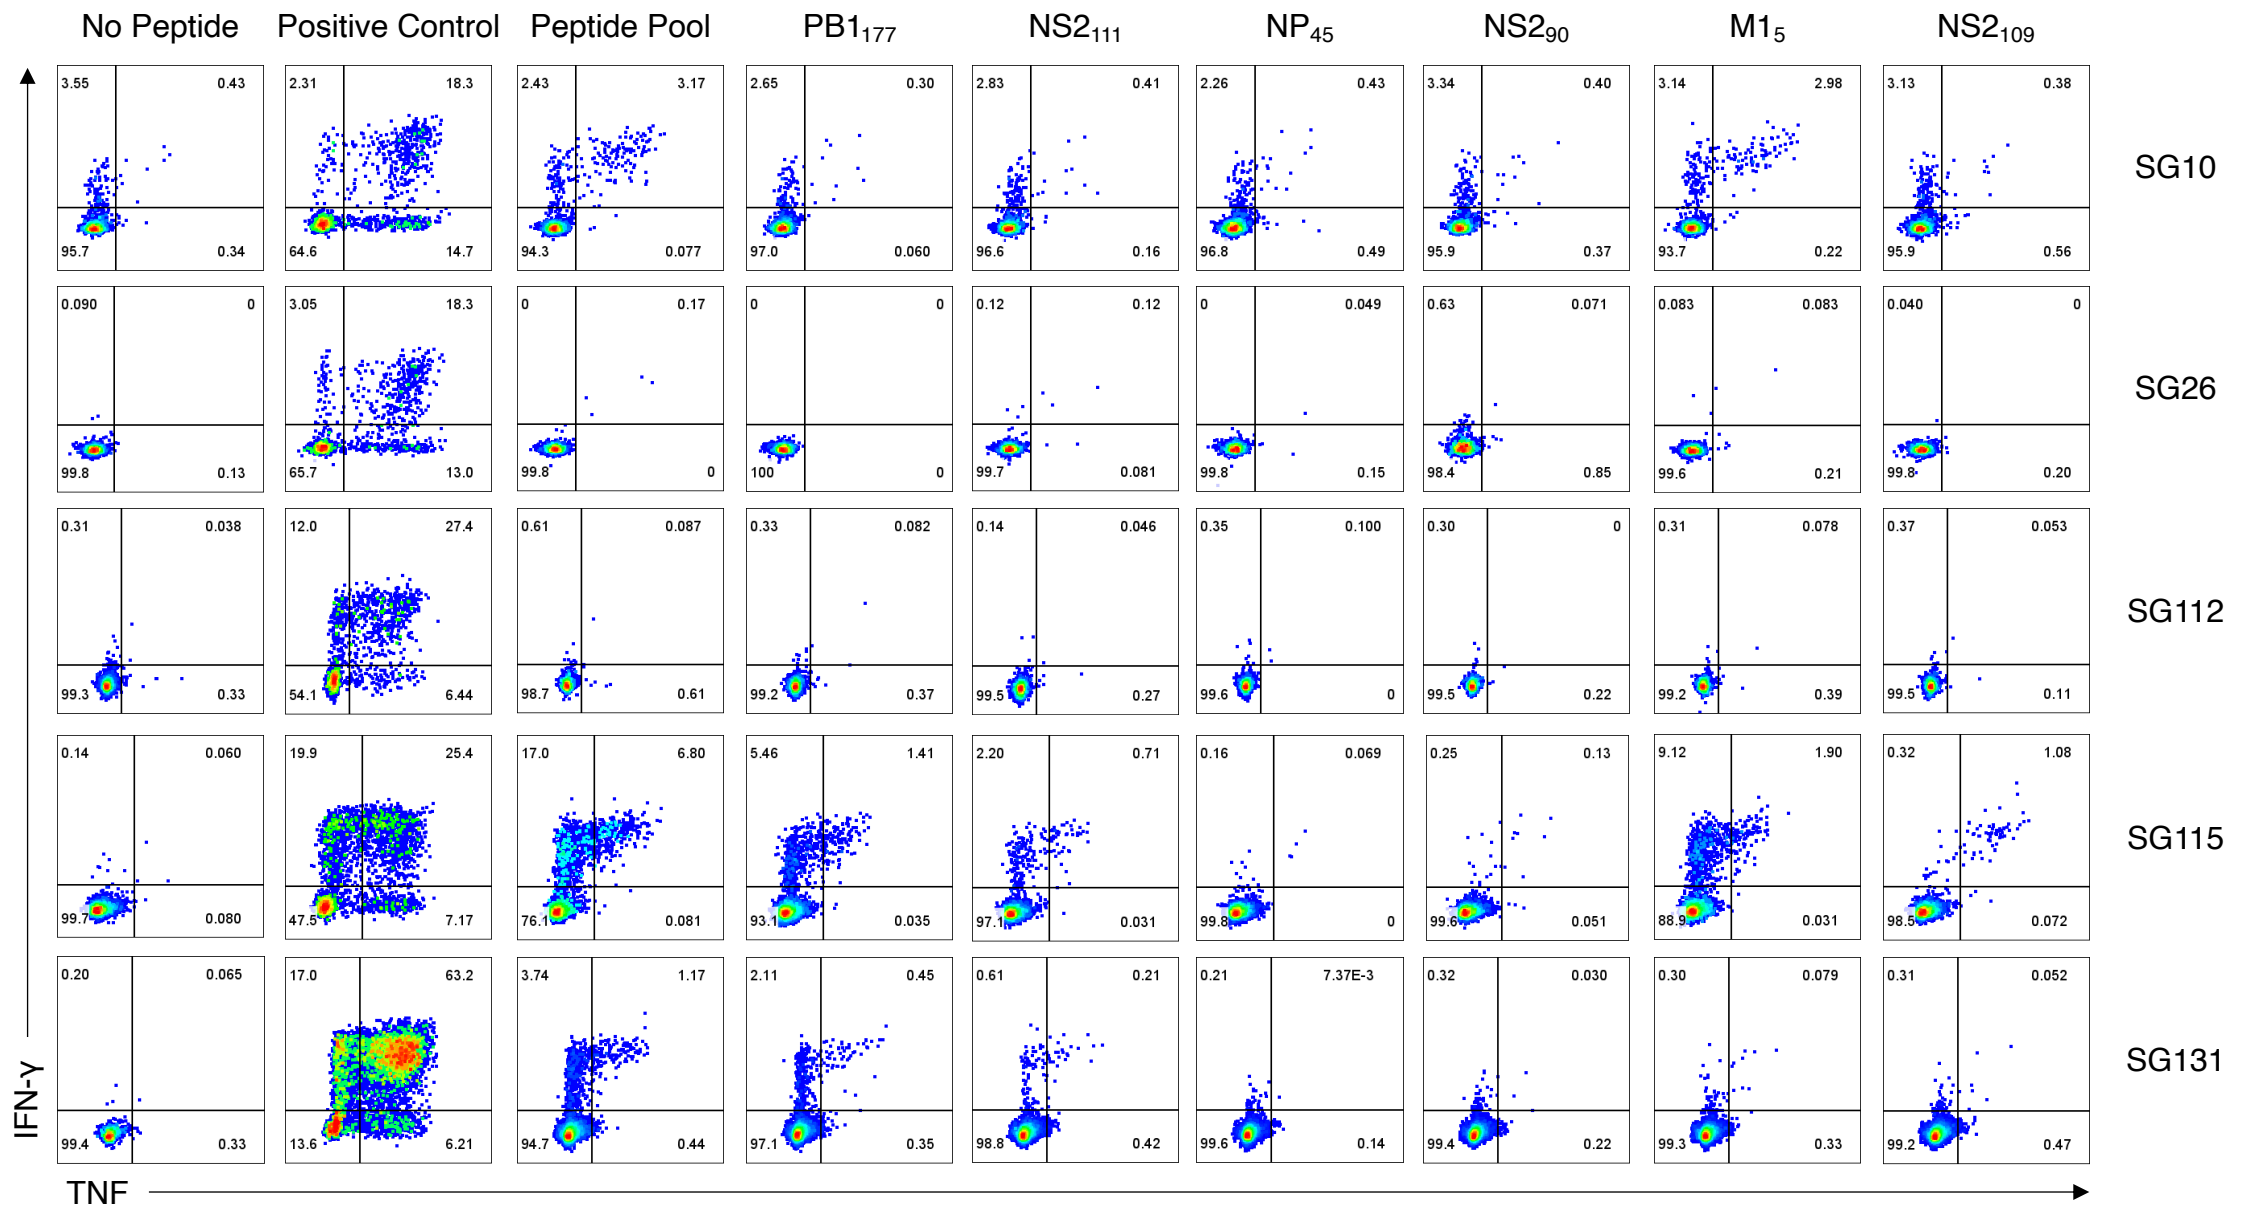 No Peptide Positive Control Peptide Pool PB1₁₇₇ NS2₁₁₁ NP₄₅ NS2₉₀ M1₅ NS2₁₀₉
3.55 0.43 2.31 18.3 2.43 3.17 2.65 0.30 2.83 0.41 2.26 0.43 3.34 0.40 3.14 2.98 3.13 0.38
SG10
95.7 0.34 64.6 14.7 94.3 0.077 97.0 0.060 96.6 0.16 96.8 0.49 95.9 0.37 93.7 0.22 95.9 0.56
0.090 0 3.05 18.3 0 0.17 0 0 0.12 0.12 0 0.049 0.63 0.071 0.083 0.083 0.040 0
SG26
99.8 0.13 65.7 13.0 99.8 0 100 0 99.7 0.081 99.8 0.15 98.4 0.85 99.6 0.21 99.8 0.20
0.31 0.038 12.0 27.4 0.61 0.087 0.33 0.082 0.14 0.046 0.35 0.100 0.30 0 0.31 0.078 0.37 0.053
SG112
99.3 0.33 54.1 6.44 98.7 0.61 99.2 0.37 99.5 0.27 99.6 0 99.5 0.22 99.2 0.39 99.5 0.11
0.14 0.060 19.9 25.4 17.0 6.80 5.46 1.41 2.20 0.71 0.16 0.069 0.25 0.13 9.12 1.90 0.32 1.08
SG115
99.7 0.080 47.5 7.17 76.1 0.081 93.1 0.035 97.1 0.031 99.8 0 99.6 0.051 88.9 0.031 98.5 0.072
0.20 0.065 17.0 63.2 3.74 1.17 2.11 0.45 0.61 0.21 0.21 7.37E-3 0.32 0.030 0.30 0.079 0.31 0.052
SG131
99.4 0.33 13.6 6.21 94.7 0.44 97.1 0.35 98.8 0.42 99.6 0.14 99.4 0.22 99.3 0.33 99.2 0.47
IFN-γ
TNF